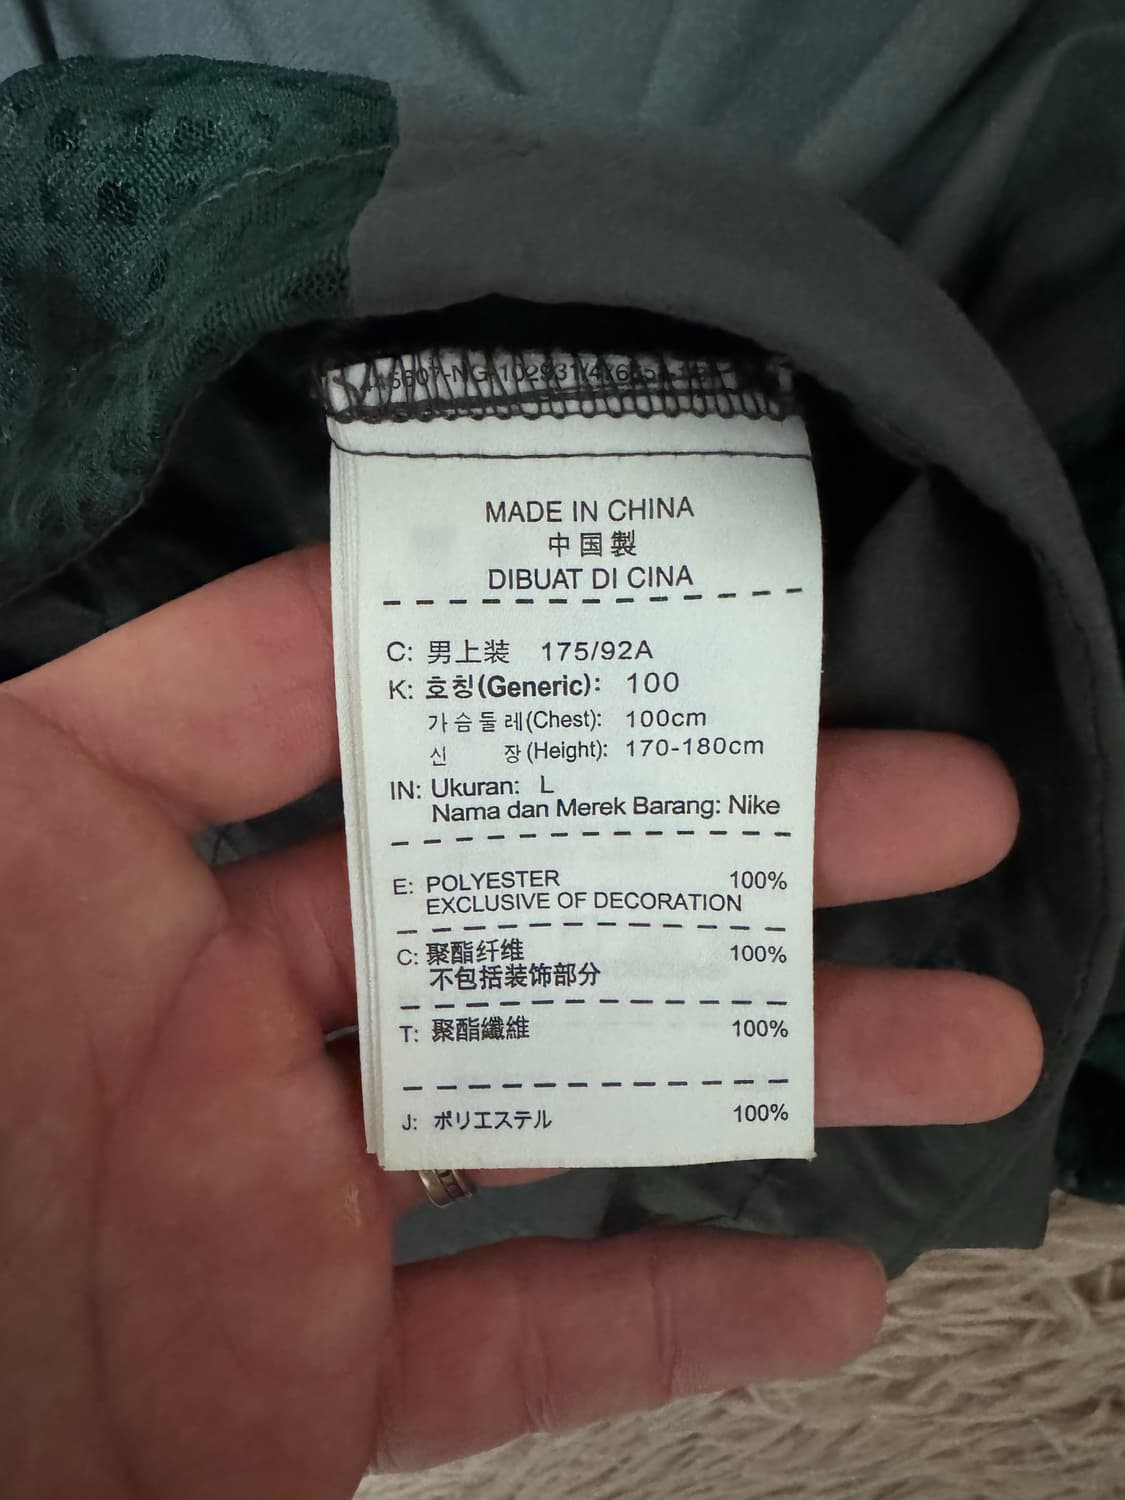 MADE IN CHINA
中国製
DIBUAT DI CINA
C: 男上装 175/92A
K: 호칭(Generic): 100
가슴둘레(Chest): 100cm
신 장(Height): 170-180cm
IN: Ukuran: L
Nama dan Merek Barang: Nike
E: POLYESTER 100%
EXCLUSIVE OF DECORATION
C: 聚酯纤维 100%
不包括装饰部分
T: 聚酯纖維 100%
J: ポリエステル 100%